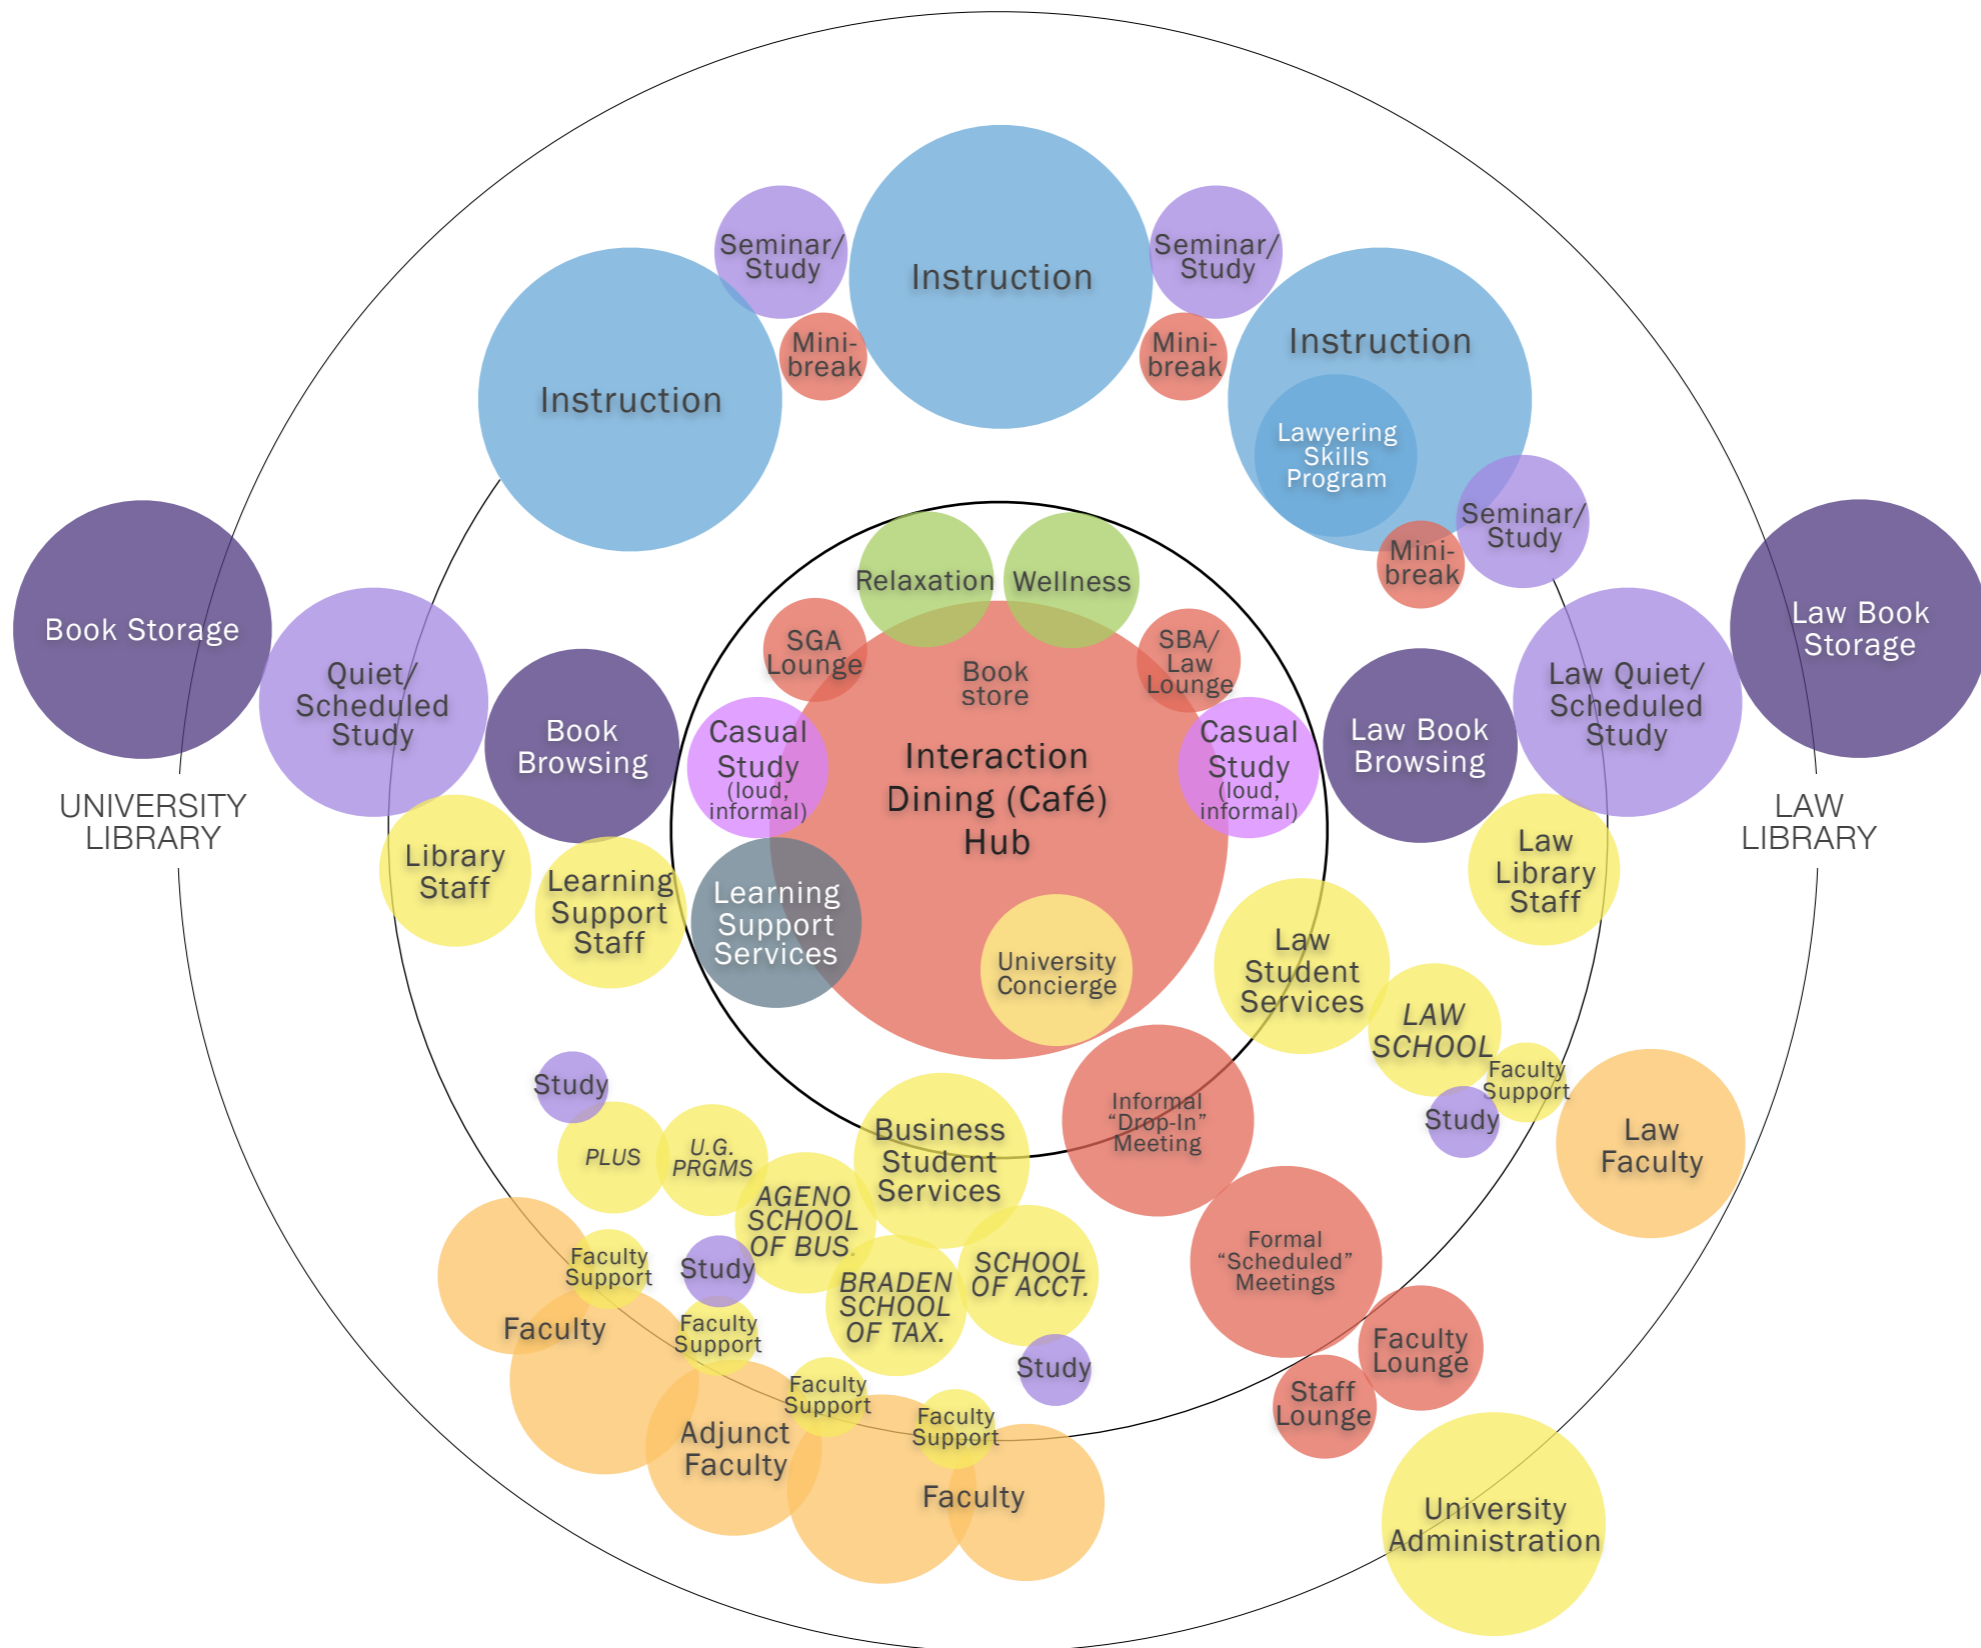 Seminar/
Study
Instruction
Seminar/
Study
Mini-
break
Mini-
break
Instruction
Instruction
Lawyering
Skills
Program
Seminar/
Study
Mini-
break
Relaxation
Wellness
Book Storage
Law Book
Storage
SGA
Lounge
SBA/
Law
Lounge
Book
store
Quiet/
Scheduled
Study
Book
Browsing
Casual
Study
(loud,
informal)
Interaction
Dining (Café)
Hub
Casual
Study
(loud,
informal)
Law Book
Browsing
Law Quiet/
Scheduled
Study
UNIVERSITY
LIBRARY
LAW
LIBRARY
Library
Staff
Learning
Support
Staff
Learning
Support
Services
University
Concierge
Law
Student
Services
Law
Library
Staff
LAW
SCHOOL
Faculty
Support
Study
Law
Faculty
Study
PLUS
U.G.
PRGMS
AGENO
SCHOOL
OF BUS.
Business
Student
Services
Informal
“Drop-In”
Meeting
Faculty
Support
Study
BRADEN
SCHOOL
OF TAX.
SCHOOL
OF ACCT.
Formal
“Scheduled”
Meetings
Faculty
Faculty
Support
Study
Faculty
Lounge
Staff
Lounge
Adjunct
Faculty
Faculty
Support
Faculty
Support
Faculty
University
Administration